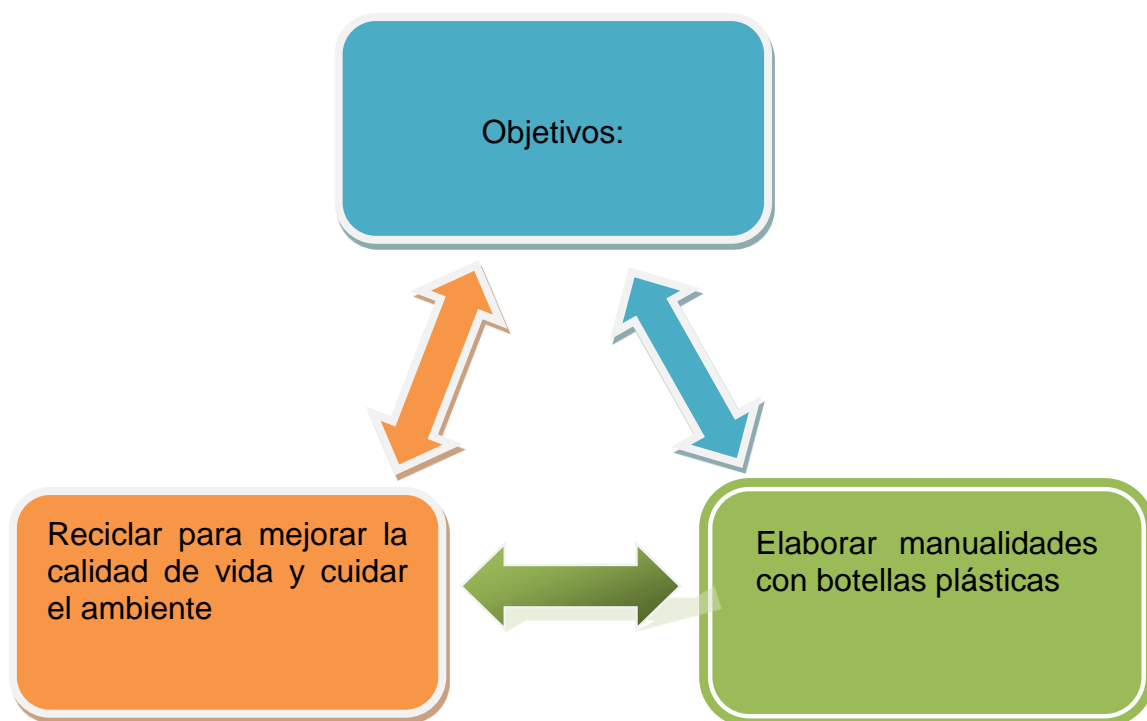 Objetivos:
Reciclar para mejorar la
calidad de vida y cuidar
el ambiente
Elaborar manualidades
con botellas plásticas